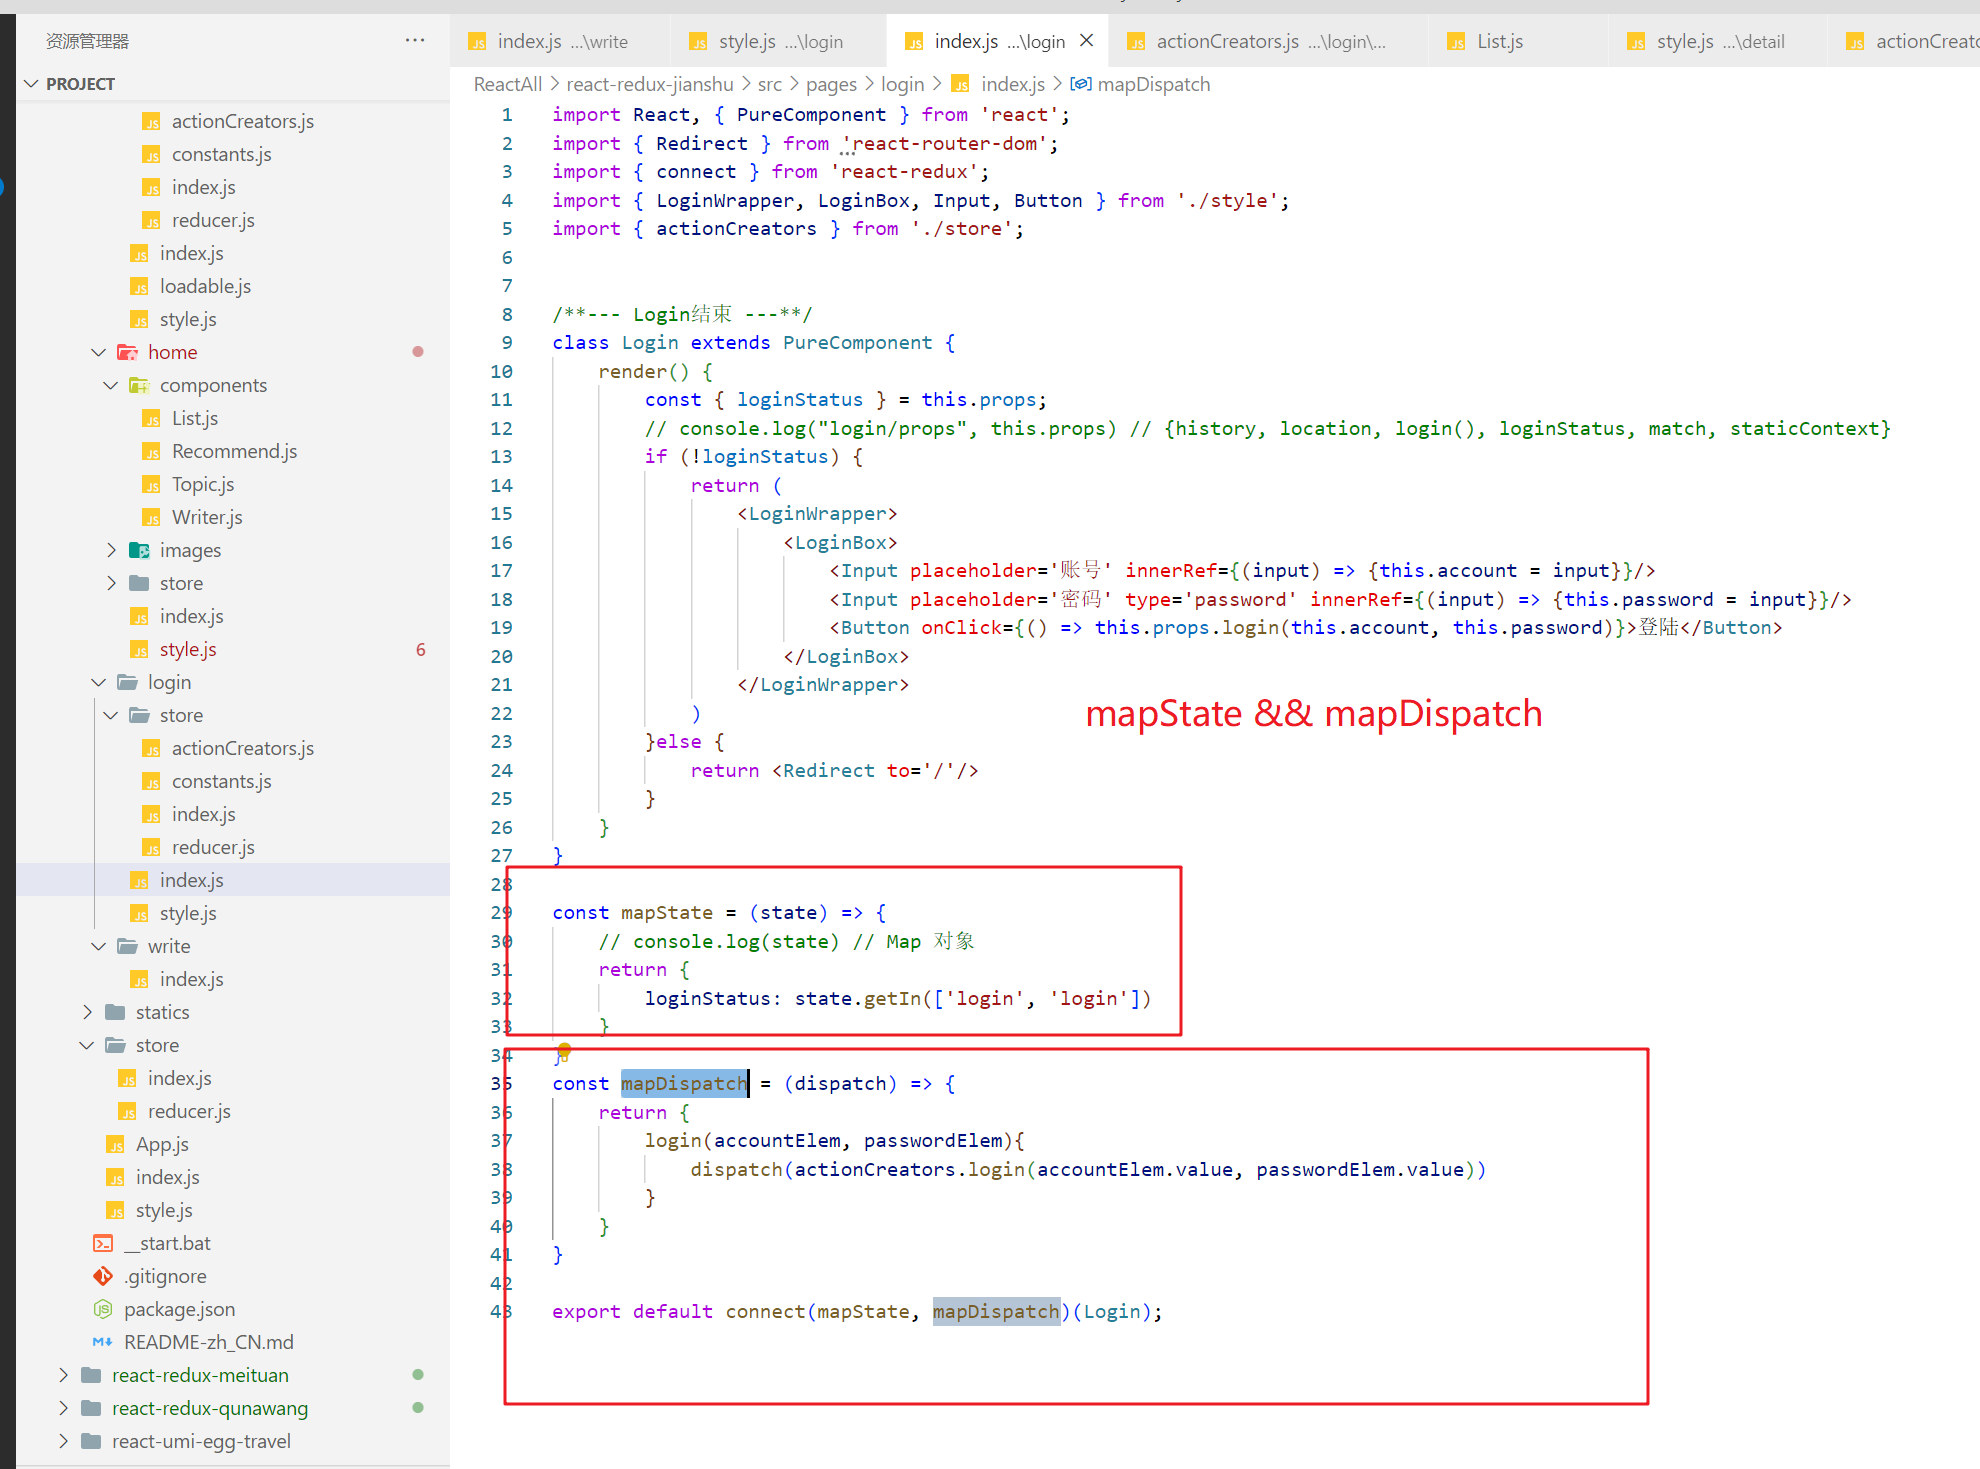 资源管理器
···
PROJECT
actionCreators.js
constants.js
index.js
reducer.js
index.js
loadable.js
style.js
home
components
List.js
Recommend.js
Topic.js
Writer.js
images
store
index.js
style.js 6
login
store
actionCreators.js
constants.js
index.js
reducer.js
index.js
style.js
write
index.js
statics
store
index.js
reducer.js
App.js
index.js
style.js
__start.bat
.gitignore
package.json
README-zh_CN.md
react-redux-meituan
react-redux-qunawang
react-umi-egg-travel
index.js ...\write style.js ...\login index.js ...\login actionCreators.js ...\login\... List.js style.js ...\detail actionCreato
ReactAll > react-redux-jianshu > src > pages > login > index.js > mapDispatch
1 import React, { PureComponent } from 'react';
2 import { Redirect } from 'react-router-dom';
3 import { connect } from 'react-redux';
4 import { LoginWrapper, LoginBox, Input, Button } from './style';
5 import { actionCreators } from './store';
6
7
8 /**--- Login结束 ---**/
9 class Login extends PureComponent {
10 render() {
11 const { loginStatus } = this.props;
12 // console.log("login/props", this.props) // {history, location, login(), loginStatus, match, staticContext}
13 if (!loginStatus) {
14 return (
15 <LoginWrapper>
16 <LoginBox>
17 <Input placeholder='账号' innerRef={(input) => {this.account = input}}/>
18 <Input placeholder='密码' type='password' innerRef={(input) => {this.password = input}}/>
19 <Button onClick={() => this.props.login(this.account, this.password)}>登陆</Button>
20 </LoginBox>
21 </LoginWrapper>
22 )
23 }else {
24 return <Redirect to='/'/>
25 }
26 }
27 }
28
29 const mapState = (state) => {
30 // console.log(state) // Map 对象
31 return {
32 loginStatus: state.getIn(['login', 'login'])
33 }
34 }
35 const mapDispatch = (dispatch) => {
36 return {
37 login(accountElem, passwordElem){
38 dispatch(actionCreators.login(accountElem.value, passwordElem.value))
39 }
40 }
41 }
42
43 export default connect(mapState, mapDispatch)(Login);
mapState && mapDispatch